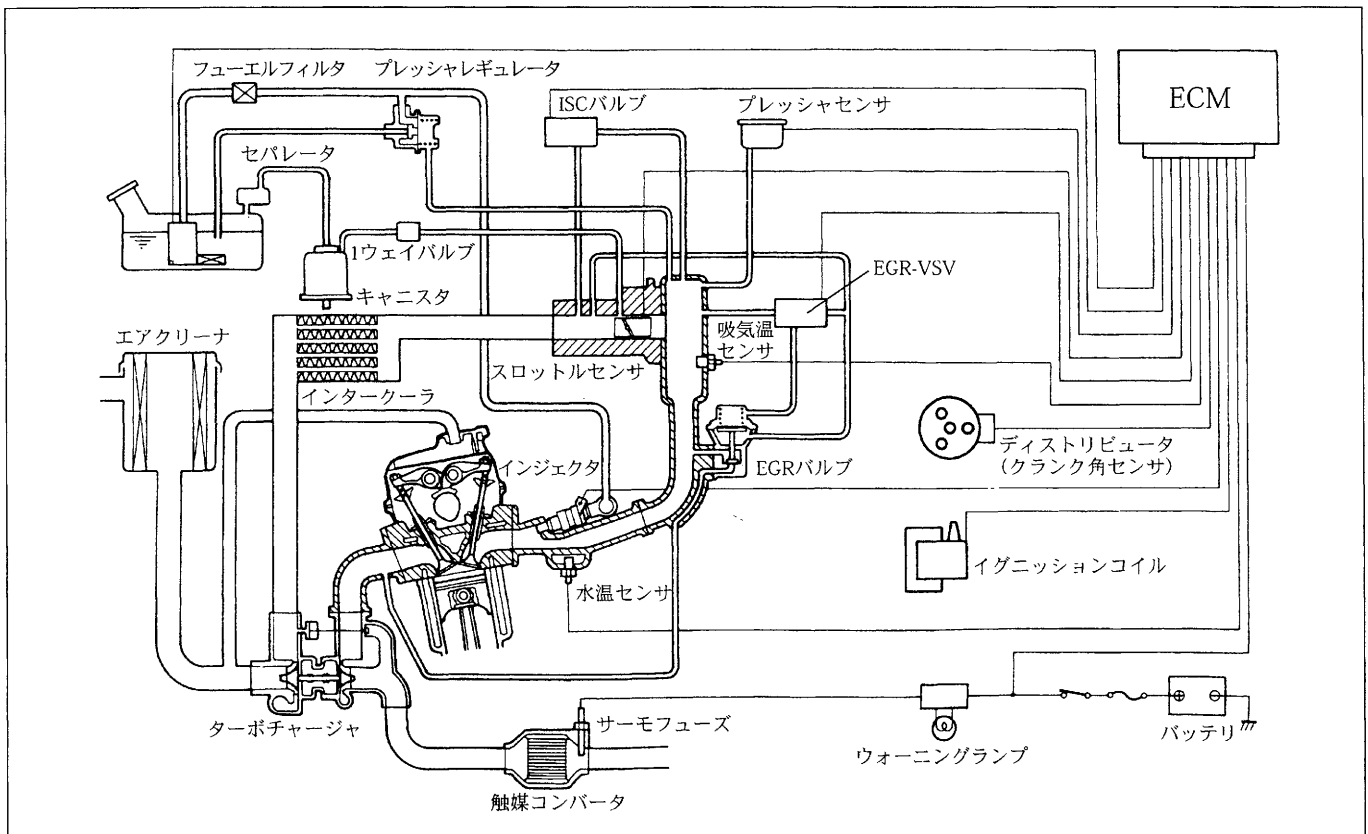 フューエルフィルタ
プレッシャレギュレータ
ISCバルブ
プレッシャセンサ
ECM
セパレータ
1ウェイバルブ
EGR-VSV
キャニスタ
エアクリーナ
吸気温
センサ
スロットルセンサ
インタークーラ
インジェクタ
EGRバルブ
ディストリビュータ
(クランク角センサ)
イグニッションコイル
水温センサ
ターボチャージャ
サーモフューズ
ウォーニングランプ
バッテリ
触媒コンバータ